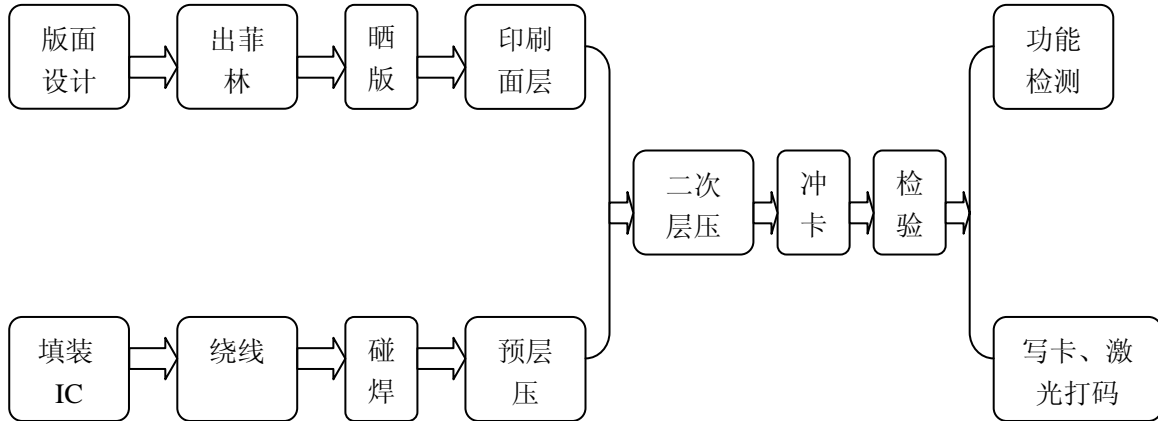 版面
设计
出菲
林
晒
版
印刷
面层
功能
检测
二次
层压
冲
卡
检
验
填装
IC
绕线
碰
焊
预层
压
写卡、激
光打码